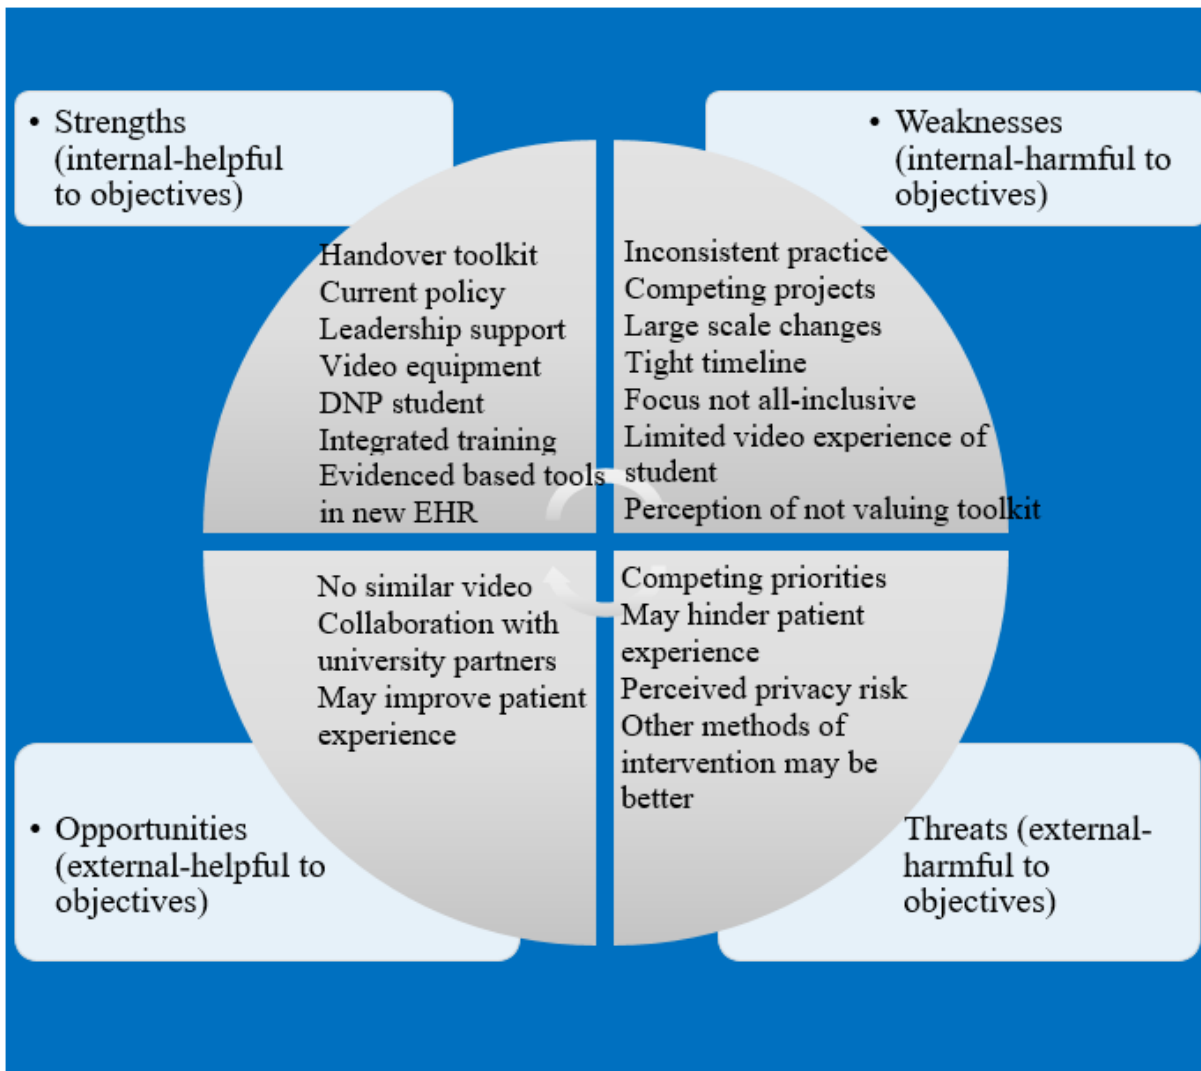 • Strengths
(internal-helpful
to objectives)
• Weaknesses
(internal-harmful to
objectives)
Handover toolkit
Current policy
Leadership support
Video equipment
DNP student
Integrated training
Evidenced based tools
in new EHR
Inconsistent practice
Competing projects
Large scale changes
Tight timeline
Focus not all-inclusive
Limited video experience of
student
Perception of not valuing toolkit
No similar video
Collaboration with
university partners
May improve patient
experience
Competing priorities
May hinder patient
experience
Perceived privacy risk
Other methods of
intervention may be
better
• Opportunities
(external-helpful to
objectives)
Threats (external-
harmful to
objectives)